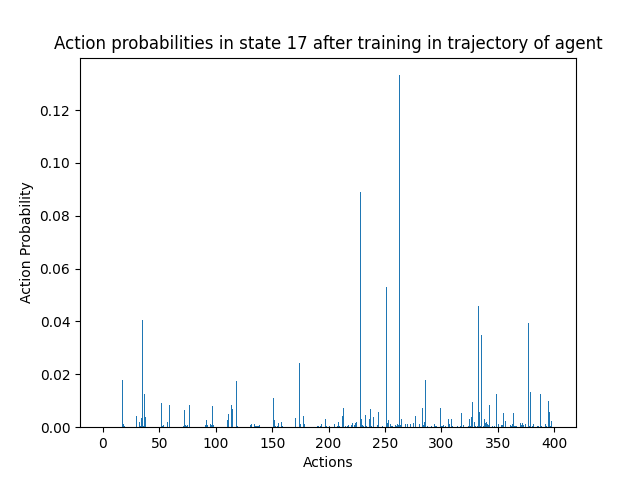 Action probabilities in state 17 after training in trajectory of agent
0.12
0.10
0.08
0.06
0.04
0.02
0.00
Action Probability
0 50 100 150 200 250 300 350 400
Actions